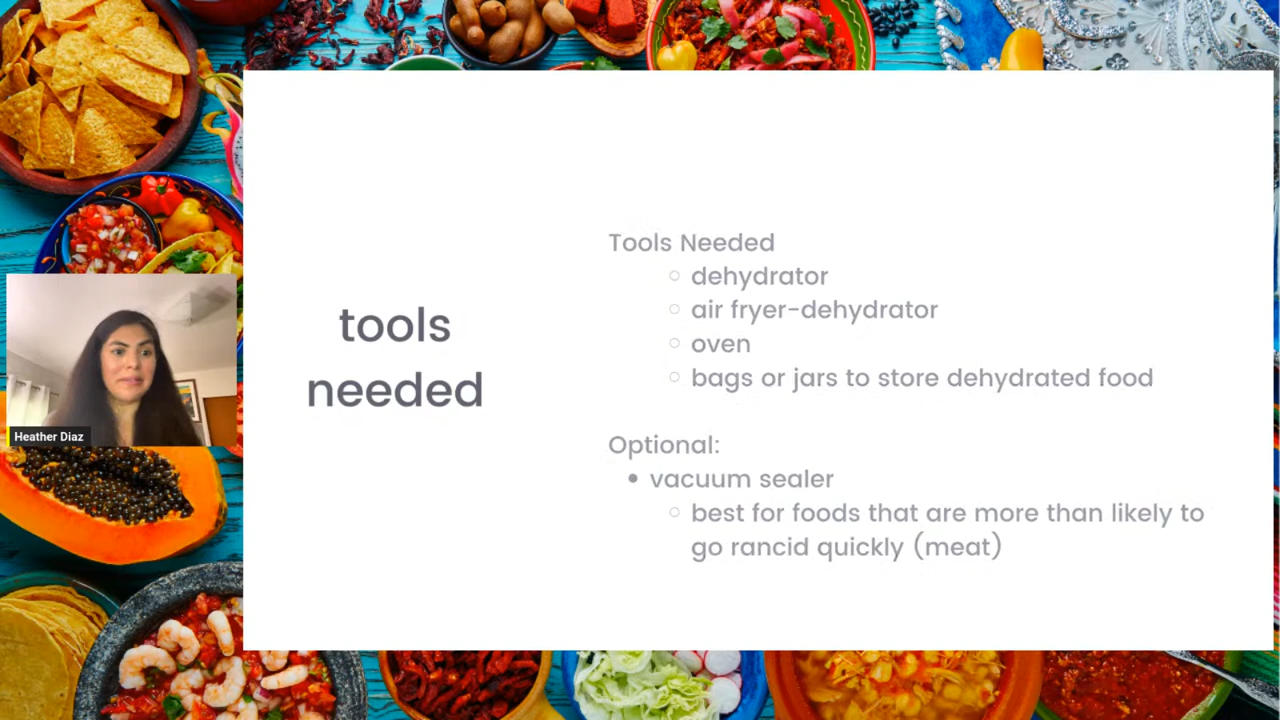 tools
needed
Tools Needed
dehydrator
air fryer-dehydrator
oven
bags or jars to store dehydrated food
Optional:
vacuum sealer
best for foods that are more than likely to
go rancid quickly (meat)
Heather Diaz